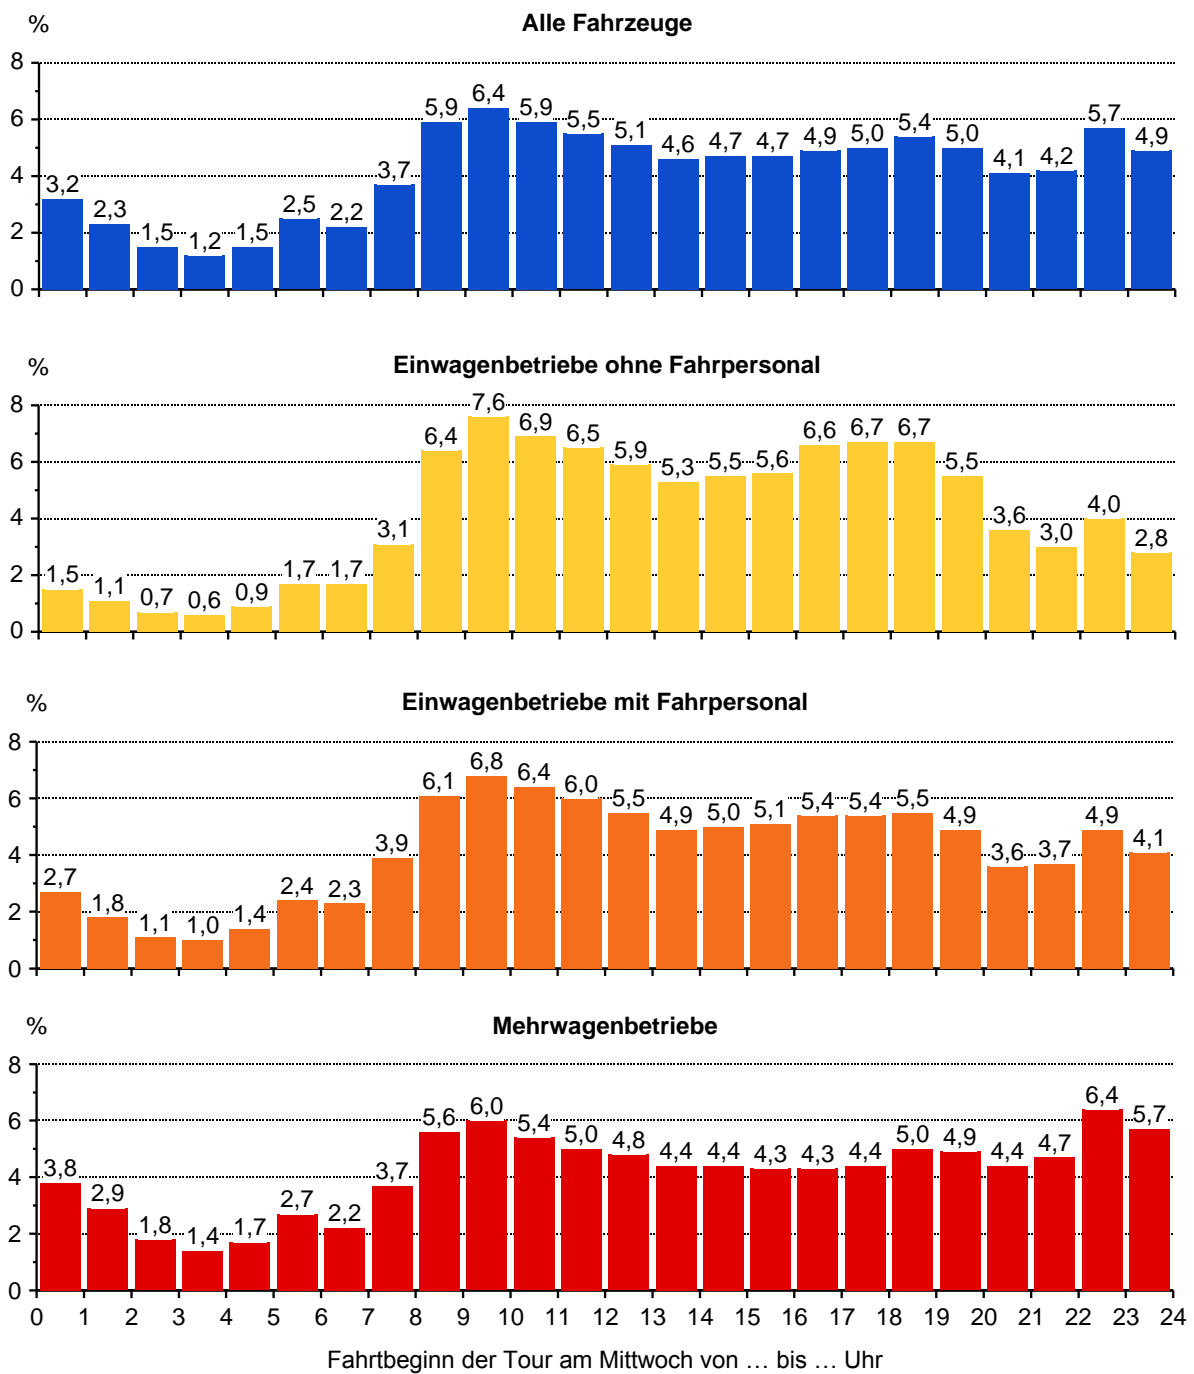 Alle Fahrzeuge
%
8
6
4
2
0
3,2 2,3 1,5 1,2 1,5 2,5 2,2 3,7 5,9 6,4 5,9 5,5 5,1 4,6 4,7 4,7 4,9 5,0 5,4 5,0 4,1 4,2 5,7 4,9
Einwagenbetriebe ohne Fahrpersonal
%
8
6
4
2
0
1,5 1,1 0,7 0,6 0,9 1,7 1,7 3,1 6,4 7,6 6,9 6,5 5,9 5,3 5,5 5,6 6,6 6,7 6,7 5,5 3,6 3,0 4,0 2,8
Einwagenbetriebe mit Fahrpersonal
%
8
6
4
2
0
2,7 1,8 1,1 1,0 1,4 2,4 2,3 3,9 6,1 6,8 6,4 6,0 5,5 4,9 5,0 5,1 5,4 5,4 5,5 4,9 3,6 3,7 4,9 4,1
Mehrwagenbetriebe
%
8
6
4
2
0
3,8 2,9 1,8 1,4 1,7 2,7 2,2 3,7 5,6 6,0 5,4 5,0 4,8 4,4 4,4 4,3 4,3 4,4 5,0 4,9 4,4 4,7 6,4 5,7
0 1 2 3 4 5 6 7 8 9 10 11 12 13 14 15 16 17 18 19 20 21 22 23 24
Fahrtbeginn der Tour am Mittwoch von … bis … Uhr